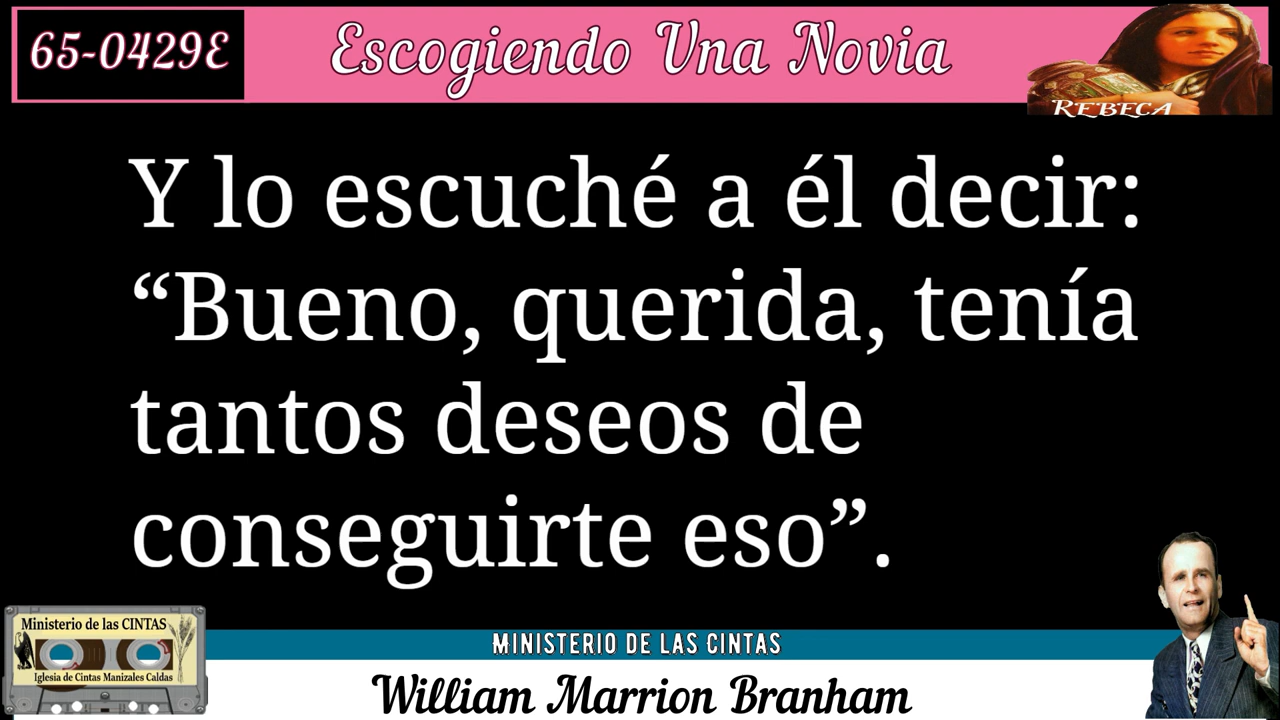 65-0429E
Escogiendo Una Novia
REBECA
Y lo escuché a él decir:
“Bueno, querida, tenía
tantos deseos de
conseguirte eso”.
Ministerio de las CINTAS
Iglesia de Cintas Manizales Caldas
MINISTERIO DE LAS CINTAS
William Marrion Branham